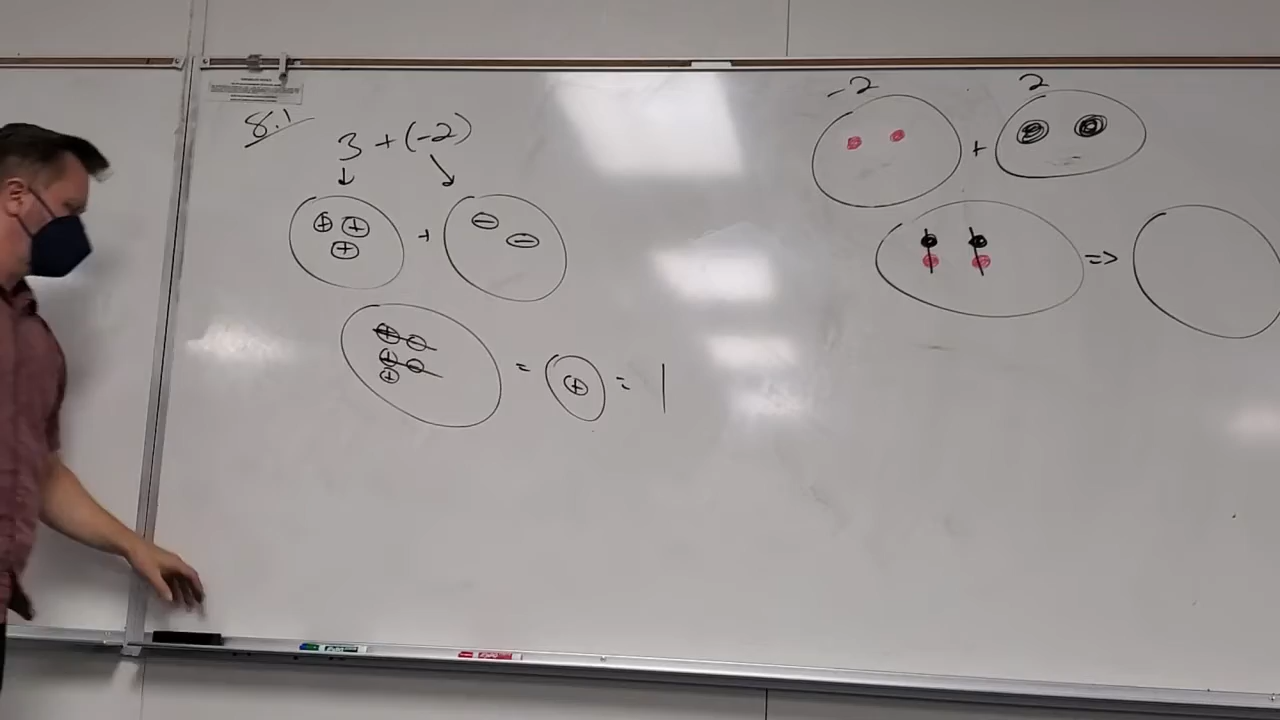 8.1
3 + (-2)
↓ ↘
⊕ ⊕ ⊕ + ⊖ ⊖
= ⊕ = 1
-2 2
+
=>